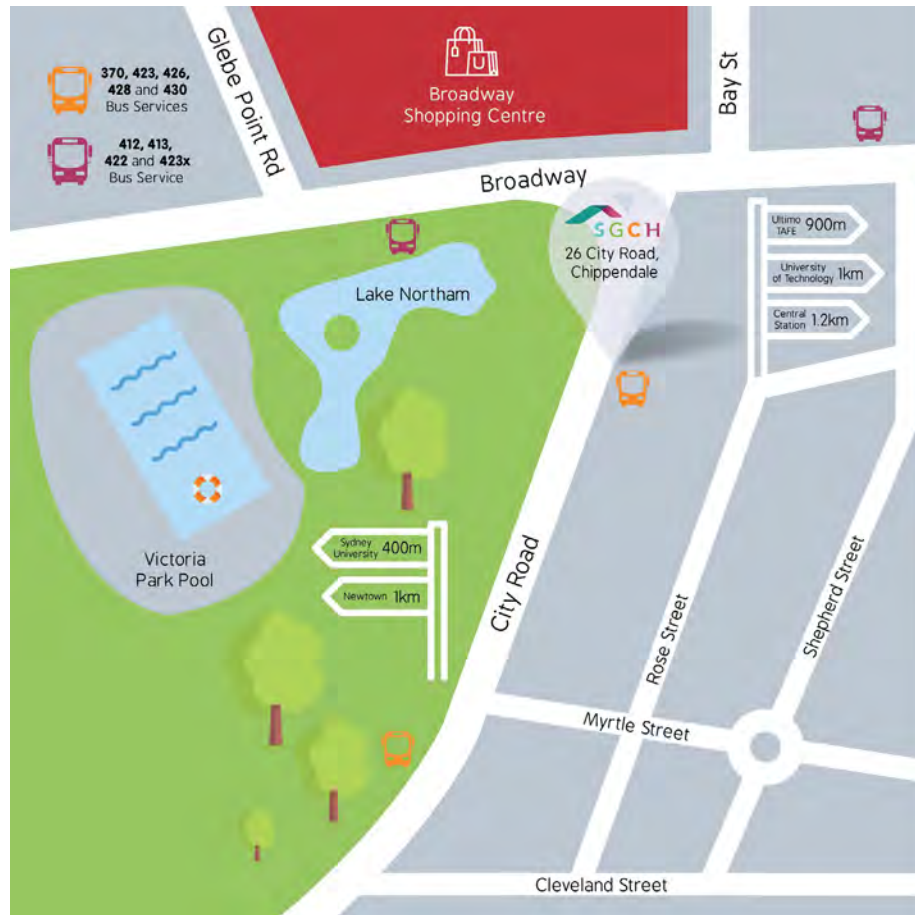 Glebe Point Rd
370, 423, 426,
428 and 430
Bus Services
412, 413,
422 and 423x
Bus Service
Broadway
Shopping Centre
Bay St
Broadway
SGCH
26 City Road,
Chippendale
Ultimo
TAFE 900m
University
of Technology 1km
Central
Station 1.2km
Lake Northam
Victoria
Park Pool
Sydney
University 400m
Newtown 1km
City Road
Rose Street
Shepherd Street
Myrtle Street
Cleveland Street